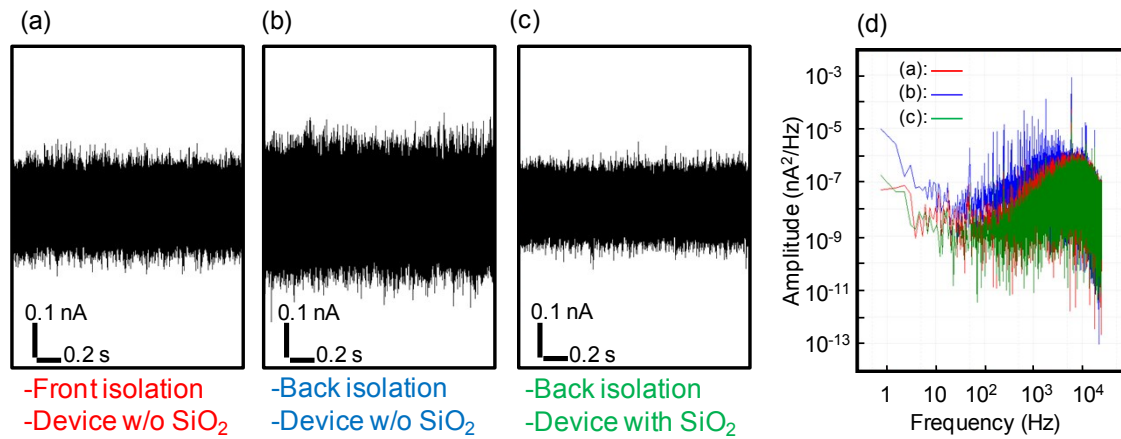 (a)
(b)
(c)
(d)
0.1 nA
0.2 s
0.1 nA
0.2 s
0.1 nA
0.2 s
-Front isolation
-Device w/o SiO₂
-Back isolation
-Device w/o SiO₂
-Back isolation
-Device with SiO₂
Amplitude (nA²/Hz)
10⁻³
10⁻⁵
10⁻⁷
10⁻⁹
10⁻¹¹
10⁻¹³
(a):
(b):
(c):
1 10 10² 10³ 10⁴
Frequency (Hz)